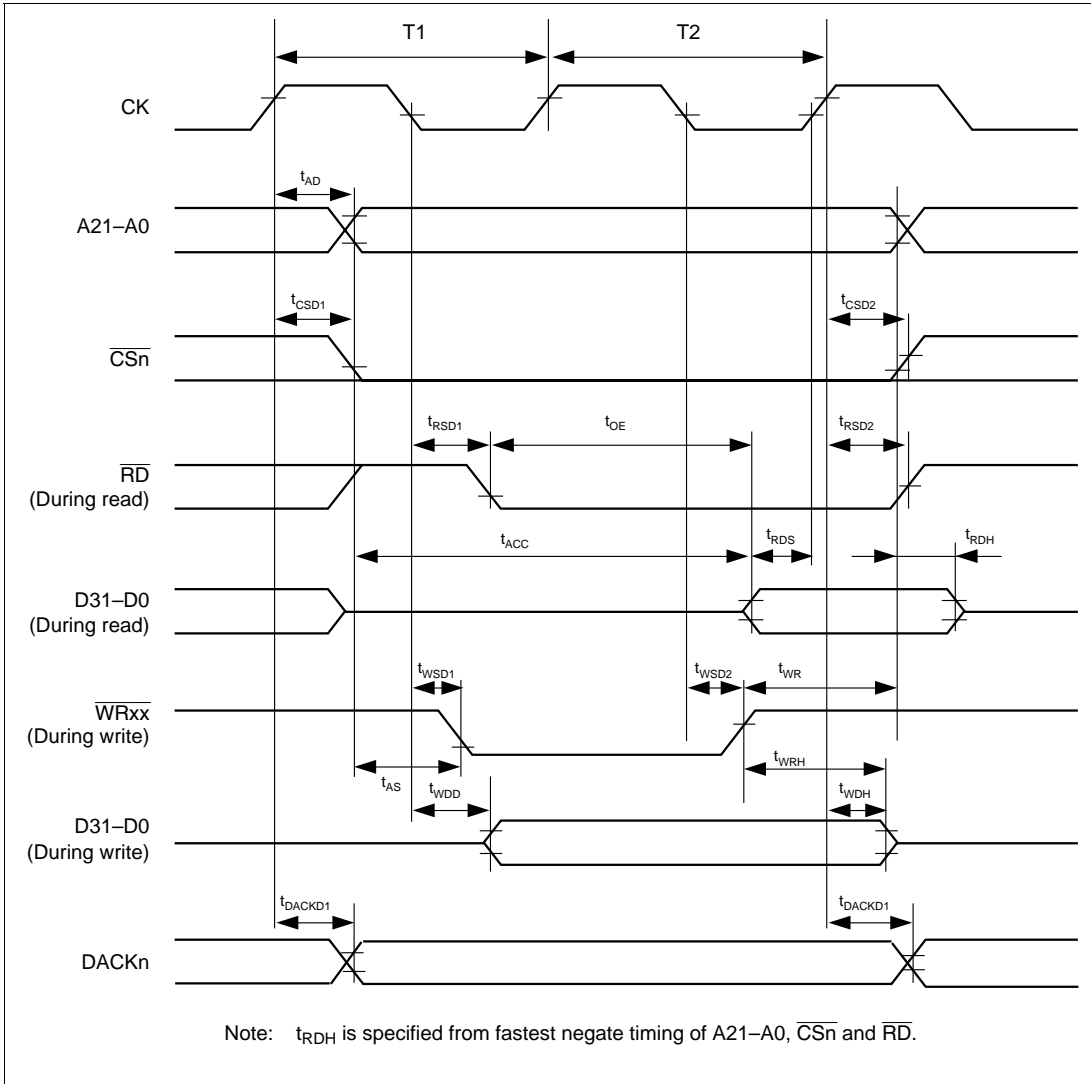 T1 T2
CK
tAD
A21–A0
tCSD1 tCSD2
CSn
tRSD1 tOE tRSD2
RD
(During read)
tACC tRDS tRDH
D31–D0
(During read)
tWSD1 tWSD2 tWR
WRxx
(During write)
tWRH
tAS tWDD tWDH
D31–D0
(During write)
tDACKD1 tDACKD1
DACKn
Note: tRDH is specified from fastest negate timing of A21–A0, CSn and RD.